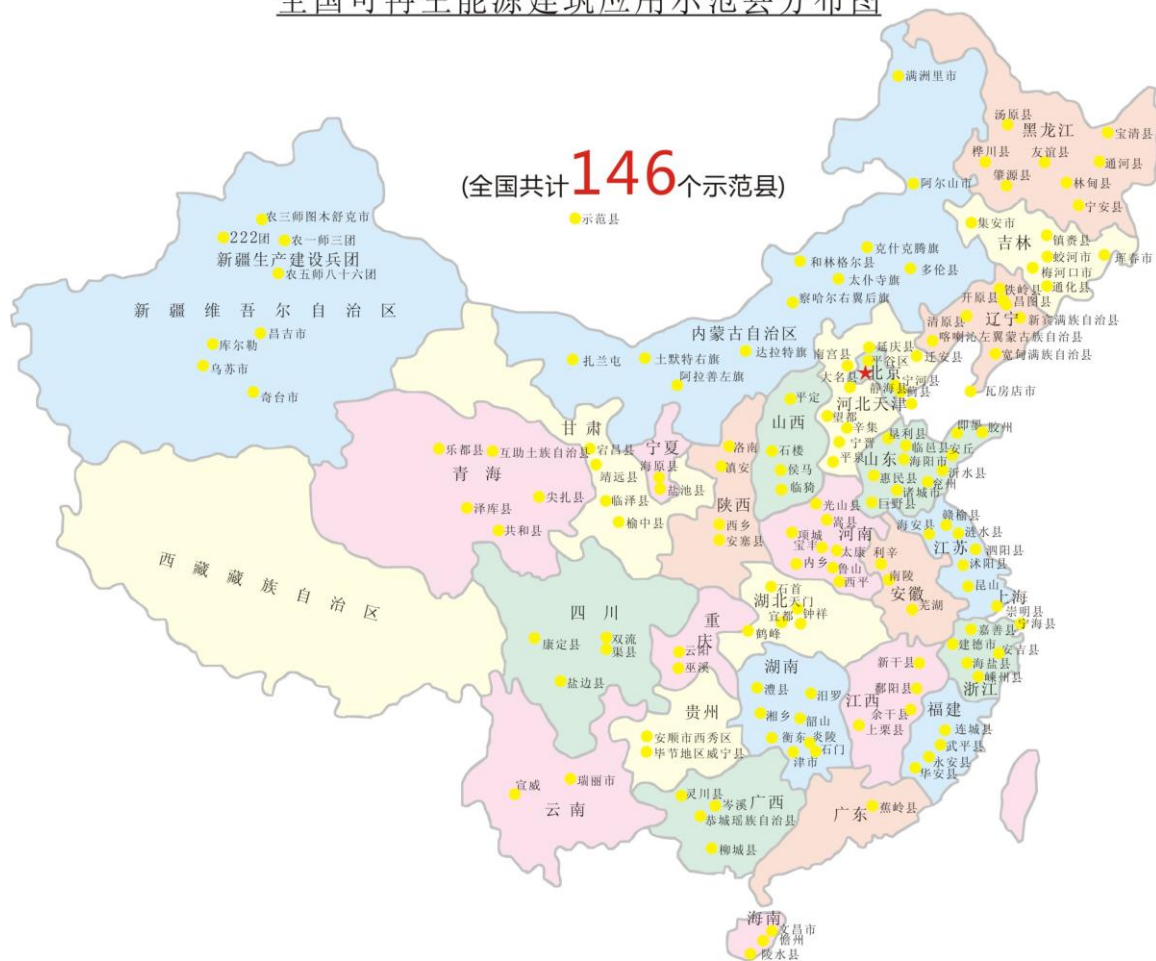 全国可再生能源建筑应用示范县分布图
(全国共计146个示范县)
示范县
满洲里市
汤原县
黑龙江
宝清县
桦川县
友谊县
通河县
肇源县
林甸县
阿尔山市
宁安县
农三师图木舒克市
集安市
222团
农一师三团
吉林
镇赉县
新疆生产建设兵团
克什克腾旗
蛟河市
珲春市
和林格尔县
多伦县
梅河口市
农五师八十六团
太仆寺旗
通化县
铁岭县
新疆维吾尔自治区
察哈尔右翼后旗
开原县
昌图县
清原县
辽宁
新宾满族自治县
昌吉市
内蒙古自治区
喀喇沁左翼蒙古族自治县
库尔勒
延庆县
达拉特旗
南宫县
平谷区
迁安县
宽甸满族自治县
扎兰屯
土默特右旗
乌苏市
北京
大名县
宁河县
阿拉善左旗
静海县
蓟县
奇台市
瓦房店市
平定
河北
天津
望都
山西
甘肃
辛集
垦利县
即墨
胶州
乐都县
互助土族自治县
宕昌县
宁夏
洛南
石楼
宁晋
临邑县
安丘
青海
海原县
平泉
山东
海阳市
靖远县
滇安
侯马
沂水县
惠民县
兖州
盐池县
临猗
诸城市
尖扎县
临泽县
陕西
光山县
巨野县
泽库县
榆中县
西乡
嵩县
海安县
赣榆县
共和县
项城
河南
涟水县
安塞县
宝丰
太康
利辛
江苏
泗阳县
内乡
鲁山
沭阳县
西藏藏族自治区
西平
南陵
石首
安徽
昆山
四川
重庆
湖北
天门
芜湖
上海
崇明县
宜都
钟祥
宁海县
康定县
双流
鹤峰
嘉善县
渠县
云阳
建德市
安吉县
巫溪
湖南
新干县
海盐县
盐边县
嵊州县
澧县
汨罗
鄱阳县
浙江
江西
贵州
湘乡
韶山
余干县
福建
上栗县
连城县
安顺市西秀区
衡东
炎陵
武平县
毕节地区威宁县
石门
津市
永安县
华安县
宣威
瑞丽市
灵川县
云南
岑溪
广西
广东
蕉岭县
恭城瑶族自治县
柳城县
海南
文昌市
儋州
陵水县